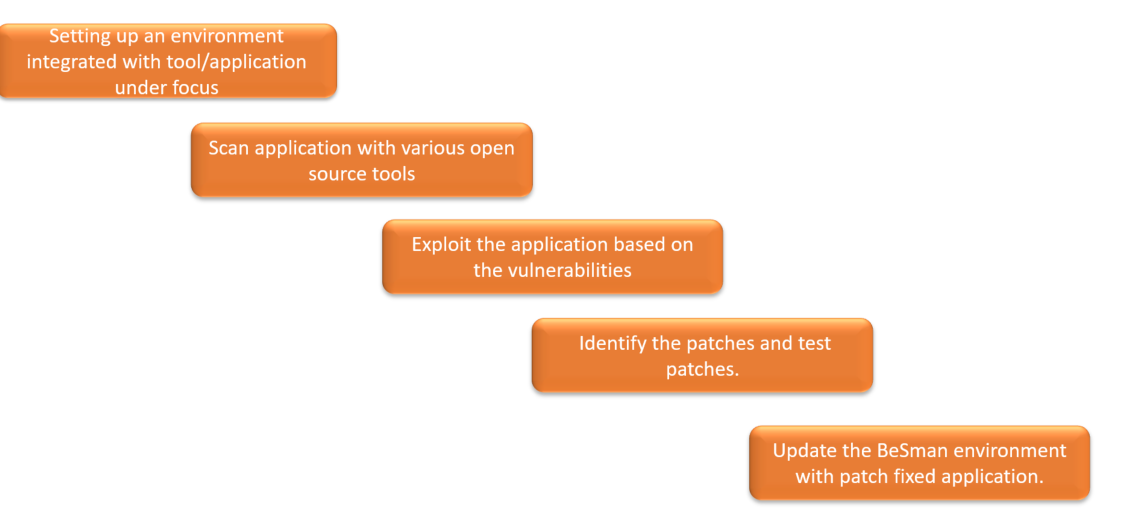 Setting up an environment
integrated with tool/application
under focus
Scan application with various open
source tools
Exploit the application based on
the vulnerabilities
Identify the patches and test
patches.
Update the BeSman environment
with patch fixed application.